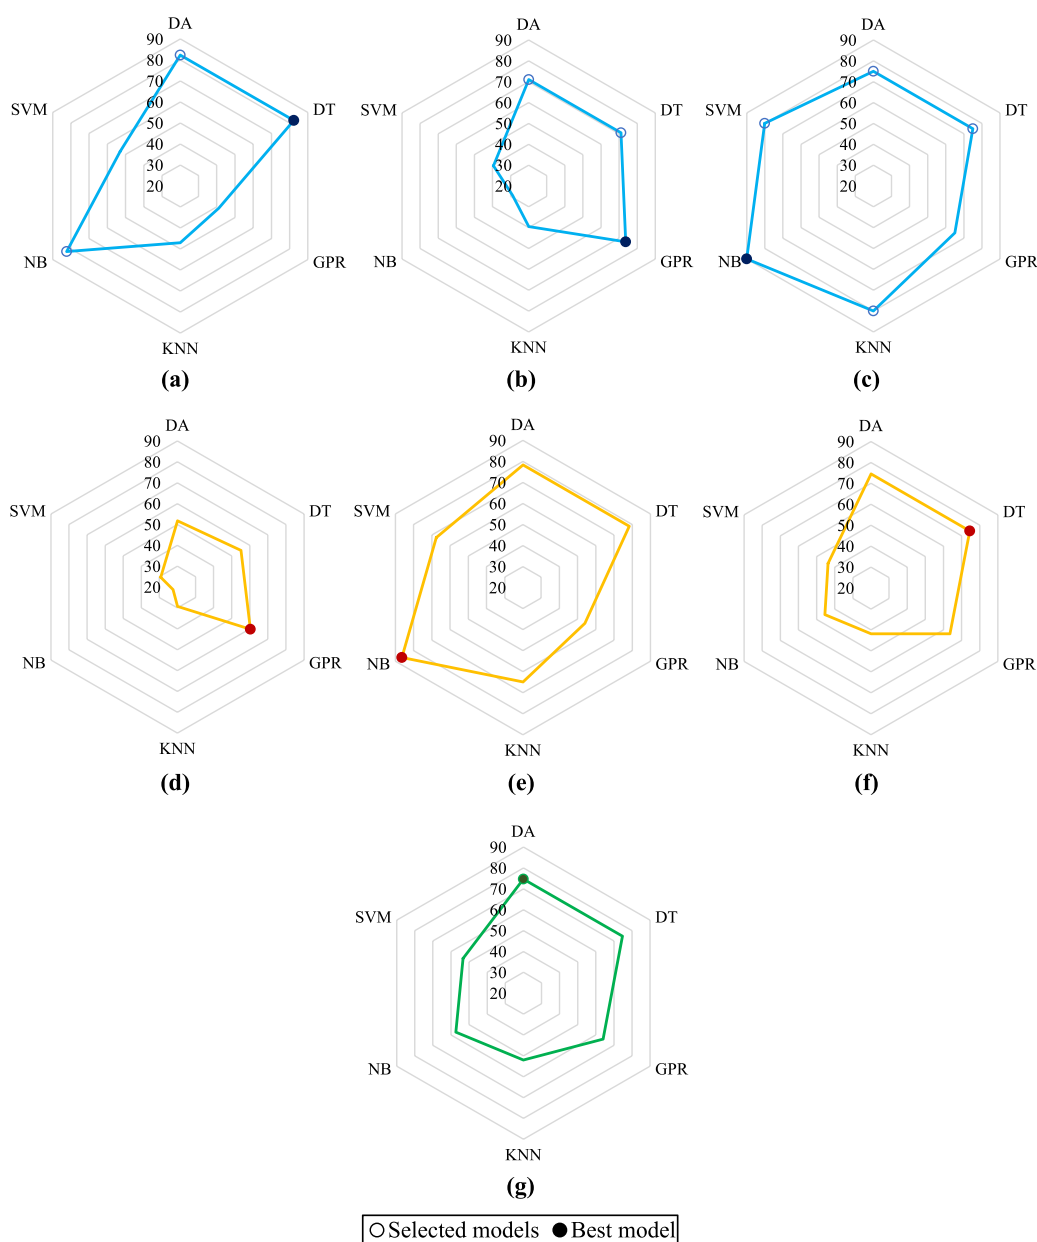 DA
90
80
70
60
50
40
30
20
SVM
DT
NB
GPR
KNN
(a)
DA
90
80
70
60
50
40
30
20
SVM
DT
NB
GPR
KNN
(b)
DA
90
80
70
60
50
40
30
20
SVM
DT
NB
GPR
KNN
(c)
DA
90
80
70
60
50
40
30
20
SVM
DT
NB
GPR
KNN
(d)
DA
90
80
70
60
50
40
30
20
SVM
DT
NB
GPR
KNN
(e)
DA
90
80
70
60
50
40
30
20
SVM
DT
NB
GPR
KNN
(f)
DA
90
80
70
60
50
40
30
20
SVM
DT
NB
GPR
KNN
(g)
Selected models Best model